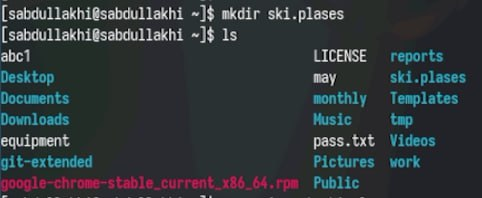 [sabdullakhi@sabdullakhi ~]$ mkdir ski.plases
[sabdullakhi@sabdullakhi ~]$ ls
abc1 LICENSE reports
Desktop may ski.plases
Documents monthly Templates
Downloads Music tmp
equipment pass.txt Videos
git-extended Pictures work
google-chrome-stable_current_x86_64.rpm Public